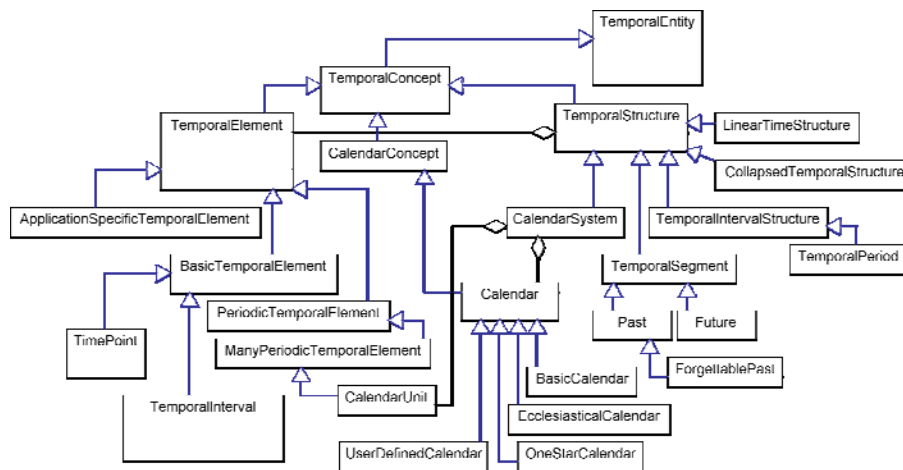 TemporalEntity
TemporalConcept
TemporalElement
TemporalStructure
LinearTimeStructure
CalendarConcept
CollapsedTemporalStructure
ApplicationSpecificTemporalElement
CalendarSystem
TemporalIntervalStructure
TemporalPeriod
BasicTemporalElement
TemporalSegment
Calendar
PeriodicTemporalElement
TimePoint
Past
Future
ManyPeriodicTemporalElement
BasicCalendar
ForgettablePast
TemporalInterval
CalendarUnit
EcclesiasticalCalendar
UserDefinedCalendar
OneStarCalendar